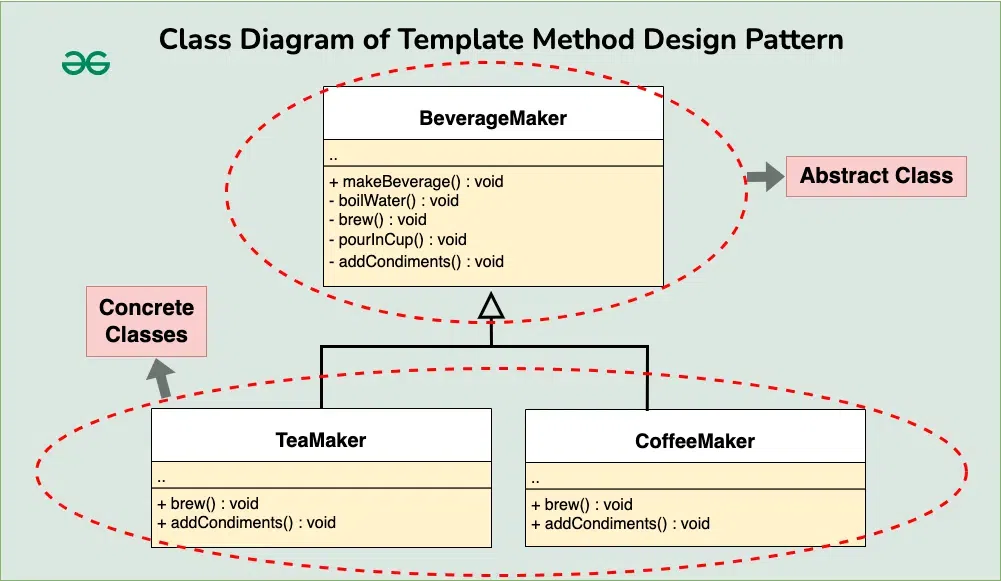 Class Diagram of Template Method Design Pattern
BeverageMaker
..
+ makeBeverage() : void
- boilWater() : void
- brew() : void
- pourInCup() : void
- addCondiments() : void
Abstract Class
Concrete
Classes
TeaMaker
..
+ brew() : void
+ addCondiments() : void
CoffeeMaker
..
+ brew() : void
+ addCondiments() : void